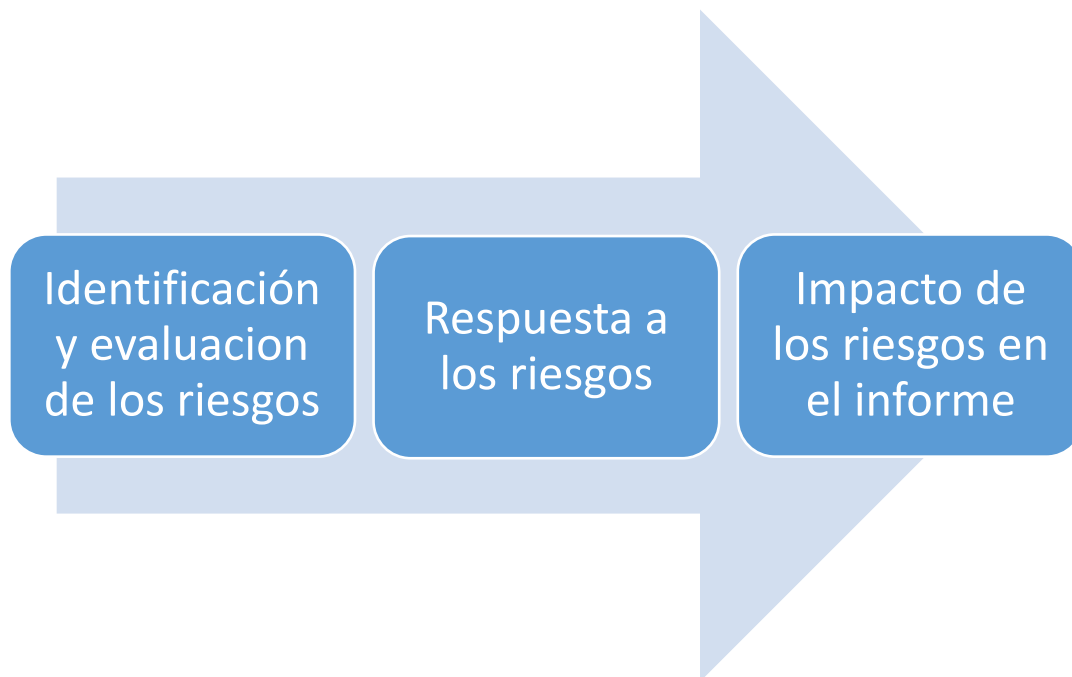 Identificación
y evaluacion
de los riesgos
Respuesta a
los riesgos
Impacto de
los riesgos en
el informe